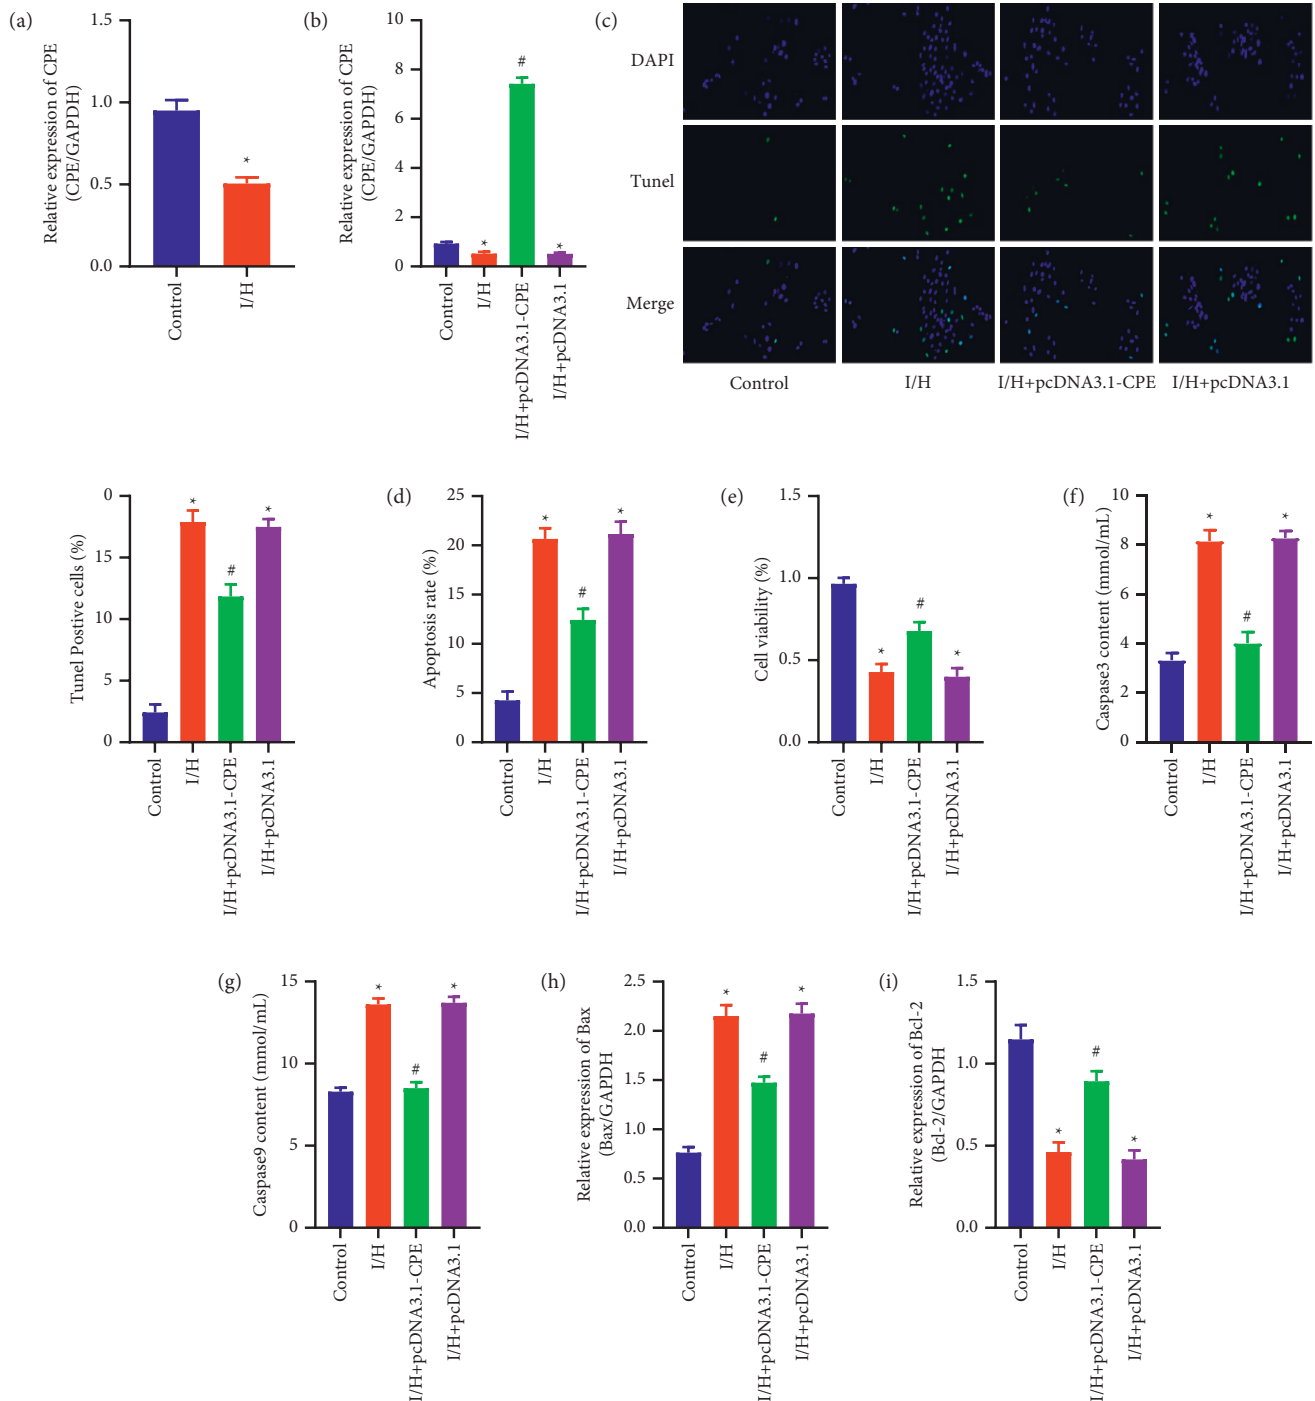 (a)
Relative expression of CPE
(CPE/GAPDH)
1.5
1.0
0.5
0.0
*
Control
I/H
(b)
Relative expression of CPE
(CPE/GAPDH)
10
8
6
4
2
0
*
#
*
Control
I/H
I/H+pcDNA3.1-CPE
I/H+pcDNA3.1
(c)
DAPI
Tunel
Merge
Control
I/H
I/H+pcDNA3.1-CPE
I/H+pcDNA3.1
Tunel Postive cells (%)
0
15
10
5
0
*
#
*
Control
I/H
I/H+pcDNA3.1-CPE
I/H+pcDNA3.1
(d)
Apoptosis rate (%)
25
20
15
10
5
0
*
#
*
Control
I/H
I/H+pcDNA3.1-CPE
I/H+pcDNA3.1
(e)
Cell viability (%)
1.5
1.0
0.5
0.0
*
#
*
Control
I/H
I/H+pcDNA3.1-CPE
I/H+pcDNA3.1
(f)
Caspase3 content (mmol/mL)
10
8
6
4
2
0
*
#
*
Control
I/H
I/H+pcDNA3.1-CPE
I/H+pcDNA3.1
(g)
Caspase9 content (mmol/mL)
15
10
5
0
*
#
*
Control
I/H
I/H+pcDNA3.1-CPE
I/H+pcDNA3.1
(h)
Relative expression of Bax
(Bax/GAPDH)
2.5
2.0
1.5
1.0
0.5
0.0
*
#
*
Control
I/H
I/H+pcDNA3.1-CPE
I/H+pcDNA3.1
(i)
Relative expression of Bcl-2
(Bcl-2/GAPDH)
1.5
1.0
0.5
0.0
*
#
*
Control
I/H
I/H+pcDNA3.1-CPE
I/H+pcDNA3.1